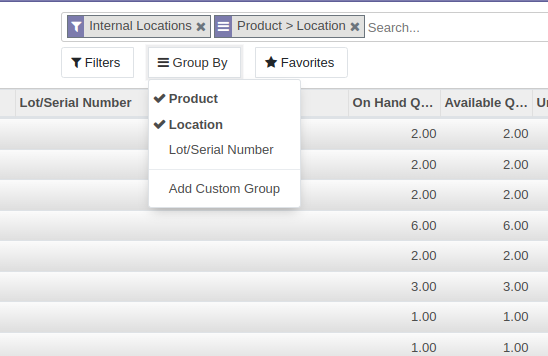 Internal Locations Product > Location Search...
Filters Group By Favorites
Lot/Serial Number On Hand Q... Available Q... Ur
Product
Location
Lot/Serial Number
Add Custom Group
2.00 2.00
2.00 2.00
2.00 2.00
6.00 6.00
2.00 2.00
3.00 3.00
1.00 1.00
1.00 1.00